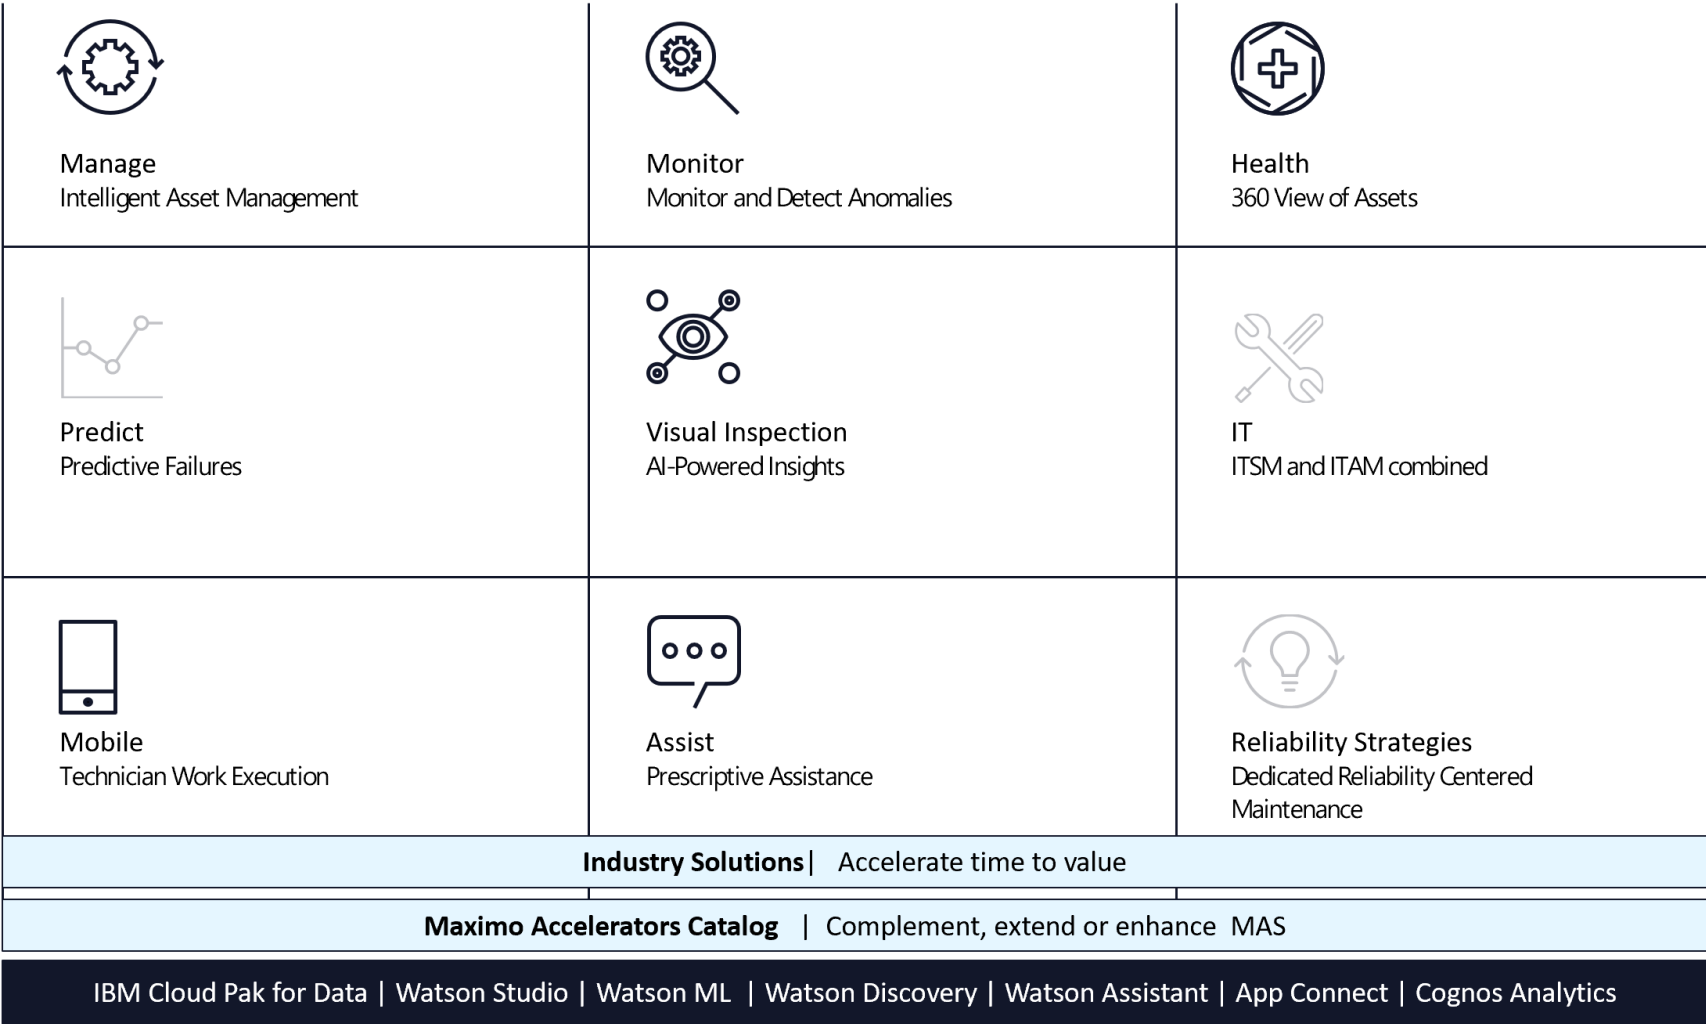 Manage
Intelligent Asset Management
Monitor
Monitor and Detect Anomalies
Health
360 View of Assets
Predict
Predictive Failures
Visual Inspection
AI-Powered Insights
IT
ITSM and ITAM combined
Mobile
Technician Work Execution
Assist
Prescriptive Assistance
Reliability Strategies
Dedicated Reliability Centered
Maintenance
Industry Solutions| Accelerate time to value
Maximo Accelerators Catalog | Complement, extend or enhance MAS
IBM Cloud Pak for Data | Watson Studio | Watson ML | Watson Discovery | Watson Assistant | App Connect | Cognos Analytics